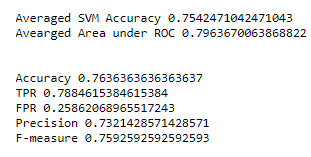 Averaged SVM Accuracy 0.7542471042471043
Avearged Area under ROC 0.7963670063868822
Accuracy 0.7636363636363637
TPR 0.7884615384615384
FPR 0.25862068965517243
Precision 0.7321428571428571
F-measure 0.7592592592592593